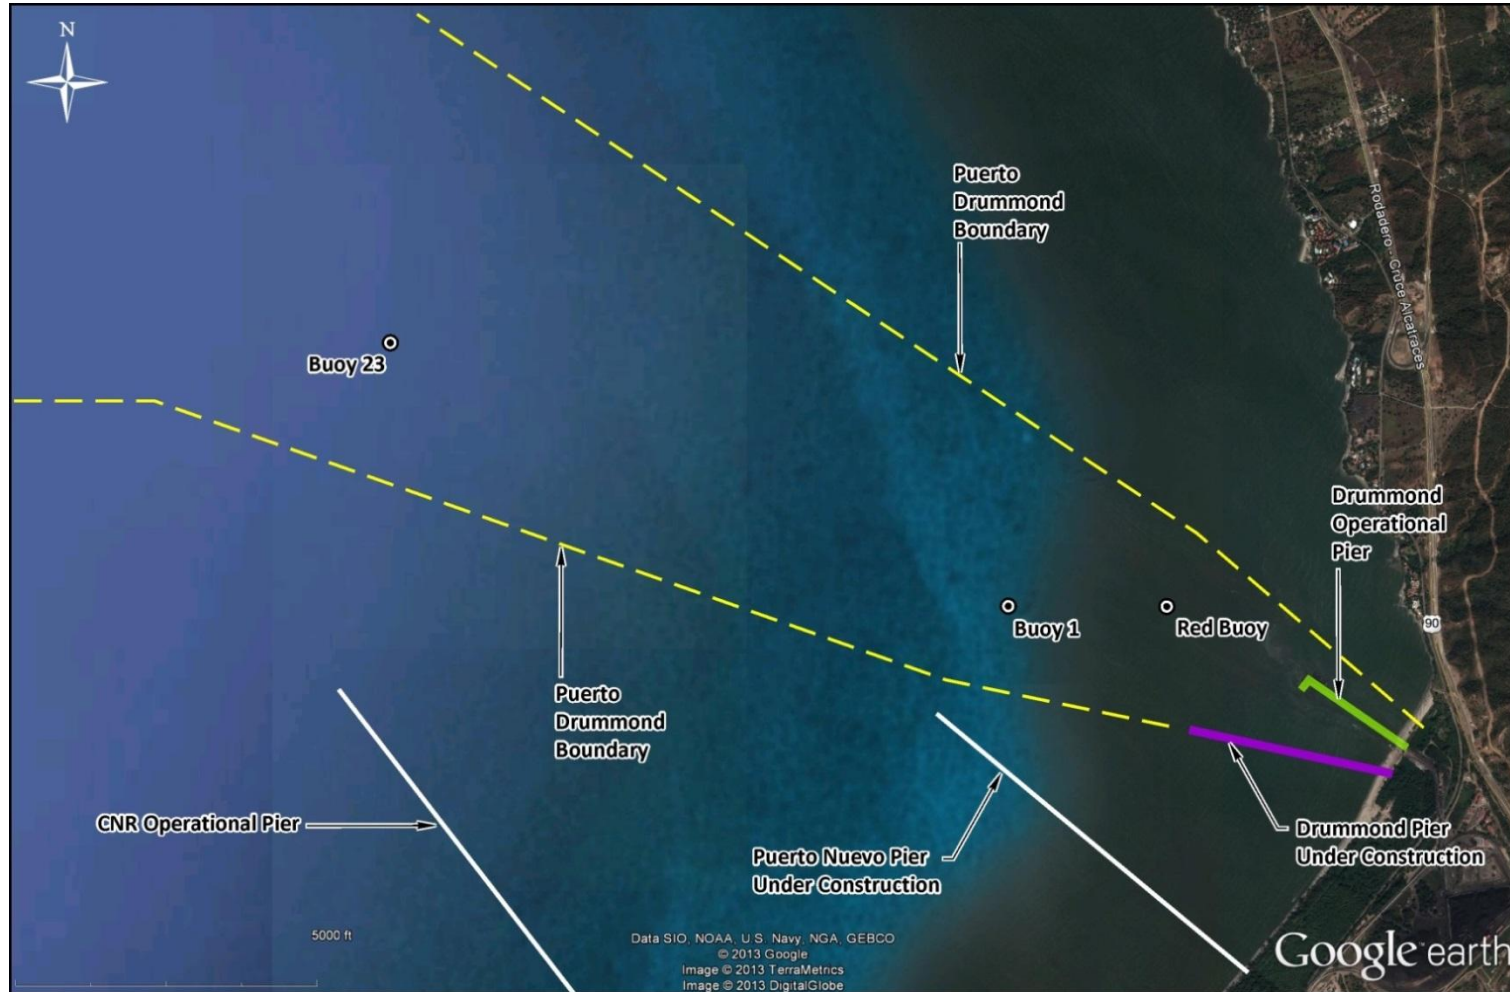 N
Puerto
Drummond
Boundary
Rodadero - Cruce Alcatraces
Buoy 23
Drummond
Operational
Pier
Buoy 1
Red Buoy
90
Puerto
Drummond
Boundary
CNR Operational Pier
Puerto Nuevo Pier
Under Construction
Drummond Pier
Under Construction
5000 ft
Data SIO, NOAA, U.S. Navy, NGA, GEBCO
© 2013 Google
Image © 2013 TerraMetrics
Image © 2013 DigitalGlobe
Google earth